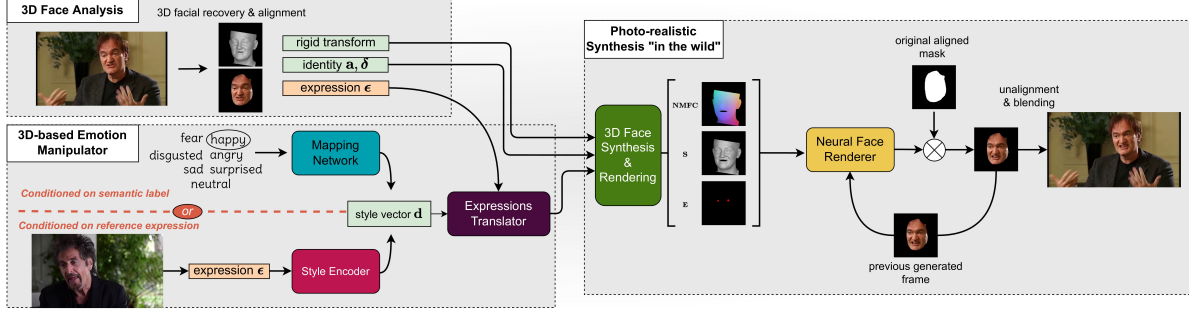 3D Face Analysis
3D facial recovery & alignment
rigid transform
identity a, δ
expression ϵ
3D-based Emotion
Manipulator
fear happy
disgusted angry
sad surprised
neutral
Mapping
Network
Conditioned on semantic label
or
Conditioned on reference expression
style vector d
Expressions
Translator
expression ϵ
Style Encoder
Photo-realistic
Synthesis "in the wild"
3D Face
Synthesis
&
Rendering
NMFC
S
E
Neural Face
Renderer
original aligned
mask
unalignment
& blending
previous generated
frame